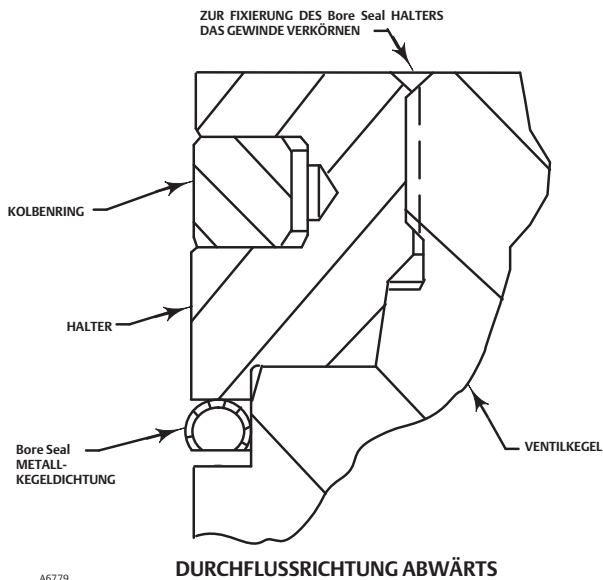 ZUR FIXIERUNG DES Bore Seal HALTERS
DAS GEWINDE VERKÖRNEN
KOLBENRING
HALTER
Bore Seal
METALL-
KEGELDICHTUNG
VENTILKEGEL
A6779
DURCHFLUSSRICHTUNG ABWÄRTS